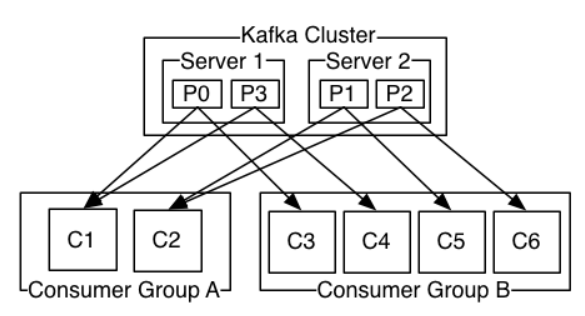 Kafka Cluster
Server 1 Server 2
P0 P3 P1 P2
C1 C2 C3 C4 C5 C6
Consumer Group A Consumer Group B